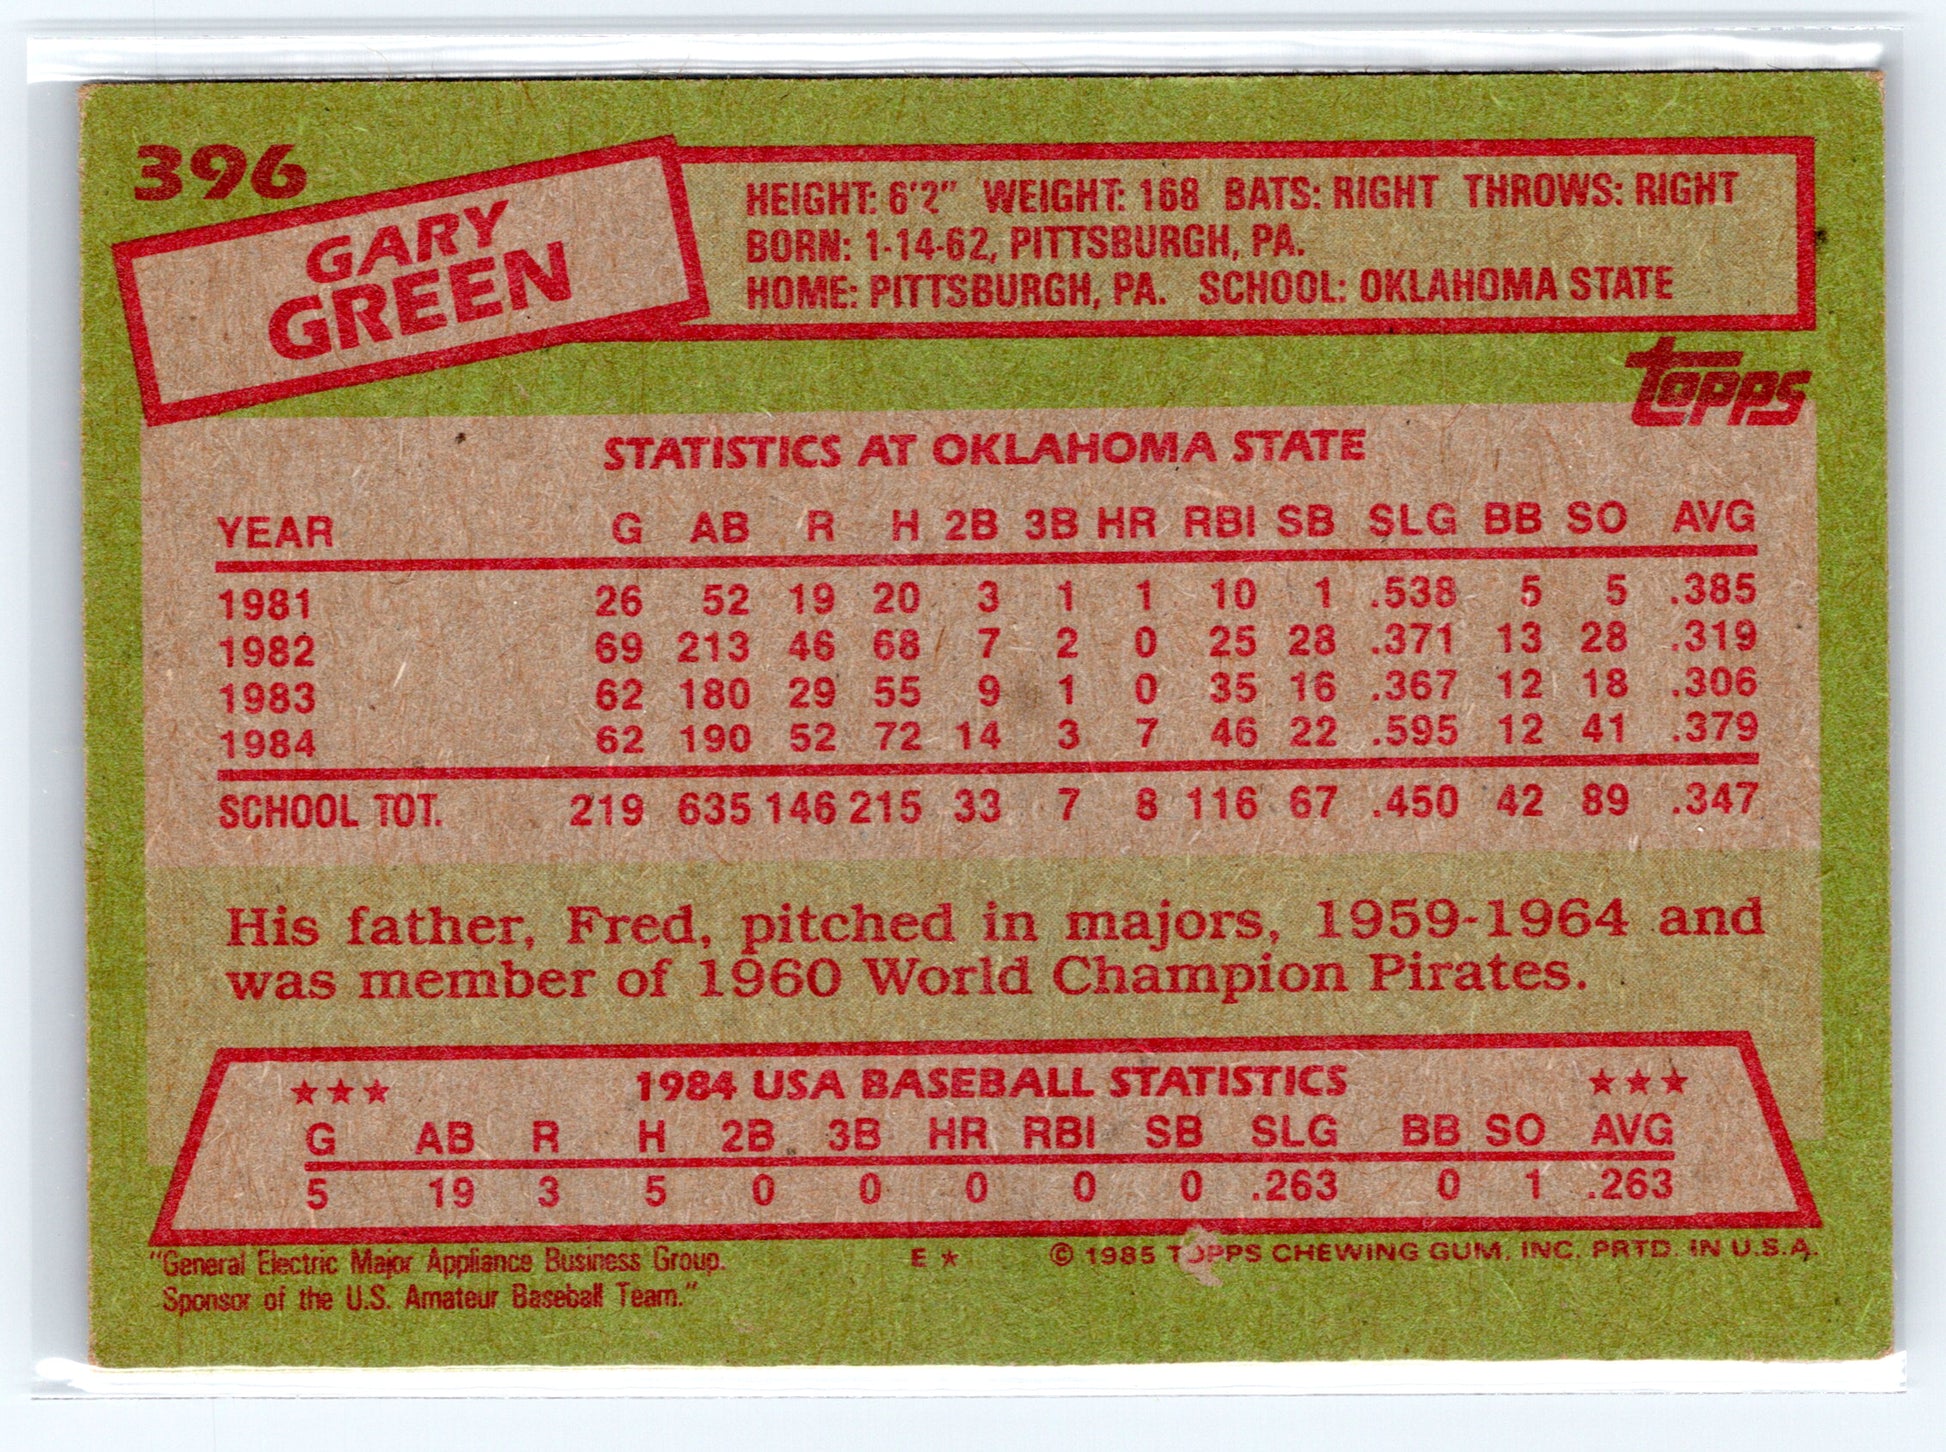 396
GARY
GREEN
HEIGHT: 6'2" WEIGHT: 168 BATS: RIGHT THROWS: RIGHT
BORN: 1-14-62, PITTSBURGH, PA.
HOME: PITTSBURGH, PA. SCHOOL: OKLAHOMA STATE
topps
STATISTICS AT OKLAHOMA STATE
YEAR G AB R H 2B 3B HR RBI SB SLG BB SO AVG
1981 26 52 19 20 3 1 1 10 1 .538 5 5 .385
1982 69 213 46 68 7 2 0 25 28 .371 13 28 .319
1983 62 180 29 55 9 1 0 35 16 .367 12 18 .306
1984 62 190 52 72 14 3 7 46 22 .595 12 41 .379
SCHOOL TOT. 219 635 146 215 33 7 8 116 67 .450 42 89 .347
His father, Fred, pitched in majors, 1959-1964 and
was member of 1960 World Champion Pirates.
★★★ 1984 USA BASEBALL STATISTICS ★★★
G AB R H 2B 3B HR RBI SB SLG BB SO AVG
5 19 3 5 0 0 0 0 0 .263 0 1 .263
"General Electric Major Appliance Business Group.
Sponsor of the U.S. Amateur Baseball Team."
E ★ © 1985 TOPPS CHEWING GUM, INC. PRTD. IN U.S.A.